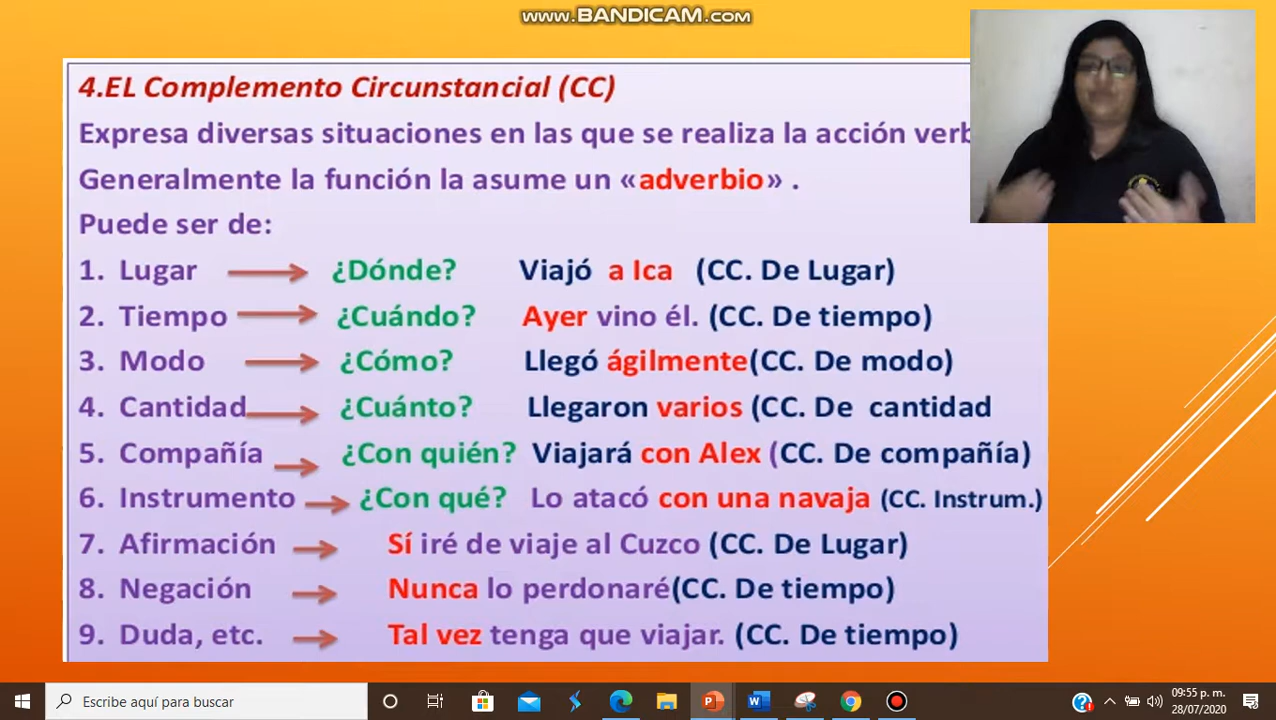 www.BANDICAM.com
4.EL Complemento Circunstancial (CC)
Expresa diversas situaciones en las que se realiza la acción
Generalmente la función la asume un «adverbio» .
Puede ser de:
1. Lugar ¿Dónde? Viajó a Ica (CC. De Lugar)
2. Tiempo ¿Cuándo? Ayer vino él. (CC. De tiempo)
3. Modo ¿Cómo? Llegó ágilmente(CC. De modo)
4. Cantidad ¿Cuánto? Llegaron varios (CC. De cantidad
5. Compañía ¿Con quién? Viajará con Alex (CC. De compañía)
6. Instrumento ¿Con qué? Lo atacó con una navaja (CC. Instrum.)
7. Afirmación Sí iré de viaje al Cuzco (CC. De Lugar)
8. Negación Nunca lo perdonaré(CC. De tiempo)
9. Duda, etc. Tal vez tenga que viajar. (CC. De tiempo)
Escribe aquí para buscar
09:55 p. m.
28/07/2020